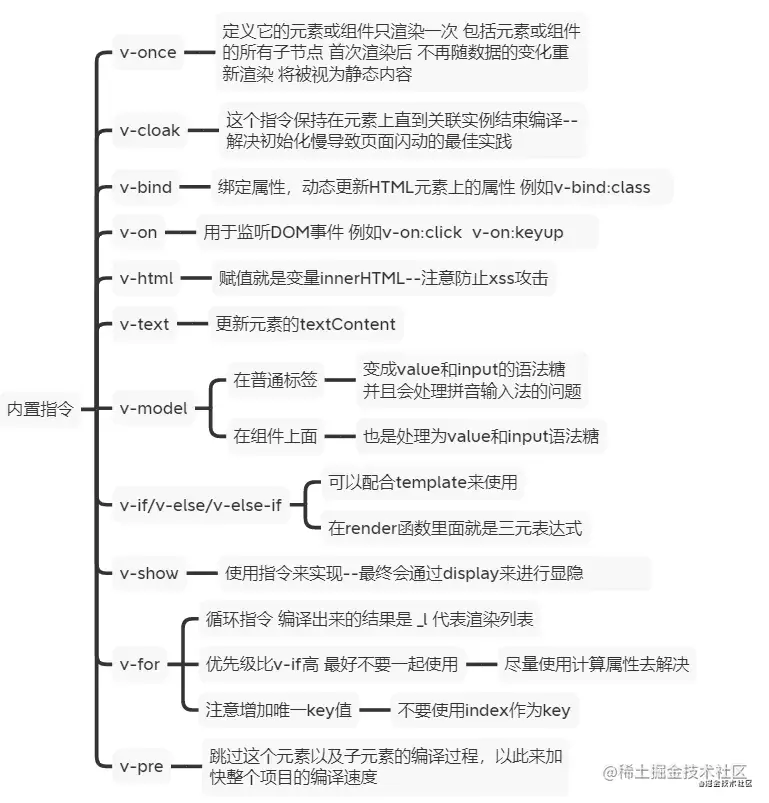 内置指令
v-once
定义它的元素或组件只渲染一次 包括元素或组件
的所有子节点 首次渲染后 不再随数据的变化重
新渲染 将被视为静态内容
v-cloak
这个指令保持在元素上直到关联实例结束编译--
解决初始化慢导致页面闪动的最佳实践
v-bind
绑定属性，动态更新HTML元素上的属性 例如v-bind:class
v-on
用于监听DOM事件 例如v-on:click v-on:keyup
v-html
赋值就是变量innerHTML--注意防止xss攻击
v-text
更新元素的textContent
v-model
在普通标签
变成value和input的语法糖
并且会处理拼音输入法的问题
在组件上面
也是处理为value和input语法糖
v-if/v-else/v-else-if
可以配合template来使用
在render函数里面就是三元表达式
v-show
使用指令来实现--最终会通过display来进行显隐
v-for
循环指令 编译出来的结果是 _l 代表渲染列表
优先级比v-if高 最好不要一起使用
尽量使用计算属性去解决
注意增加唯一key值
不要使用index作为key
v-pre
跳过这个元素以及子元素的编译过程，以此来加
快整个项目的编译速度
@稀土掘金技术社区
@掘金技术社区